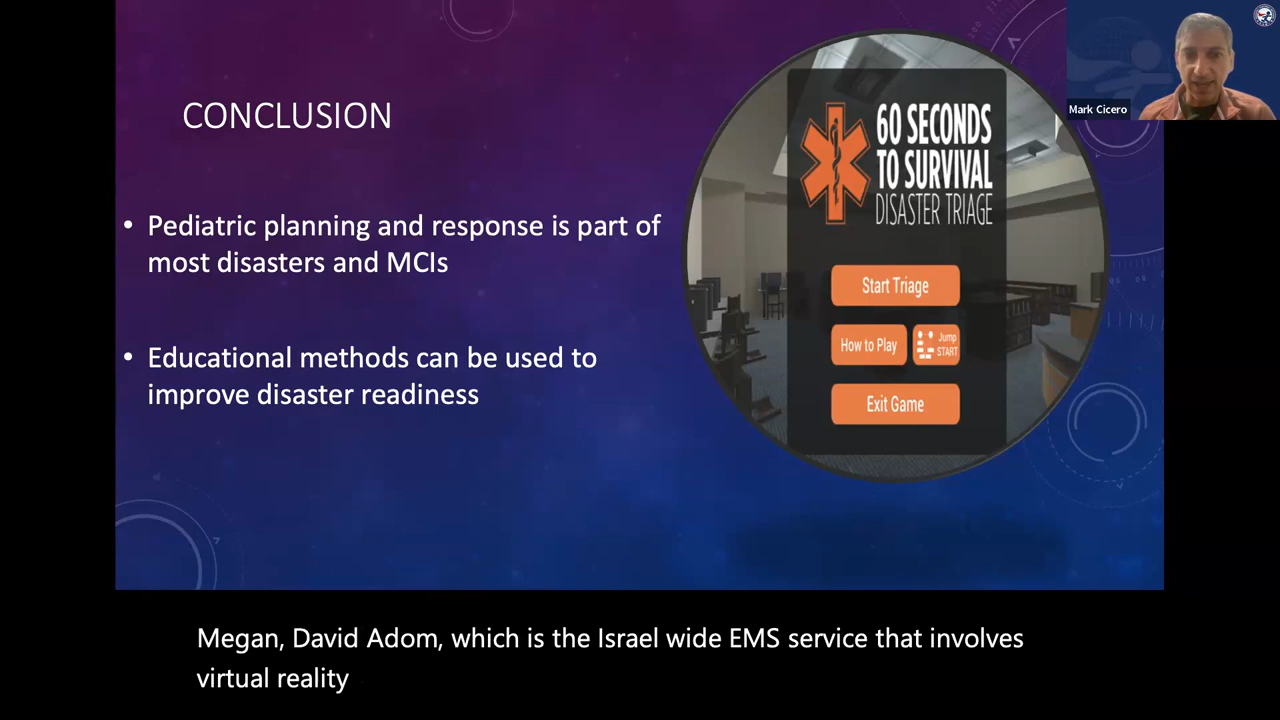 CONCLUSION
• Pediatric planning and response is part of
most disasters and MCIs
• Educational methods can be used to
improve disaster readiness
60 SECONDS
TO SURVIVAL
DISASTER TRIAGE
Start Triage
How to Play
Jump
START
Exit Game
Mark Cicero
Megan, David Adom, which is the Israel wide EMS service that involves
virtual reality